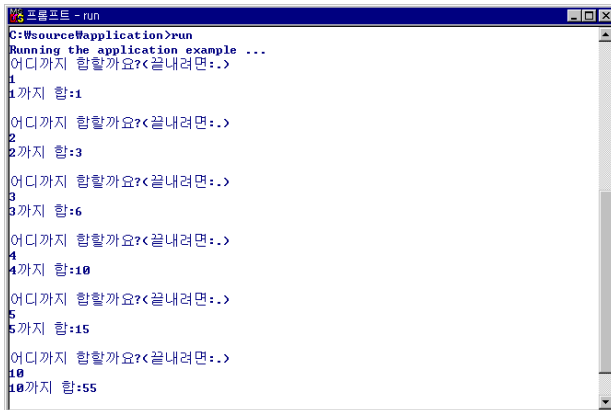 프롬프트 - run
C:₩source₩application>run
Running the application example ...
어디까지 합할까요?(끝내려면:.)
1
1까지 합:1
어디까지 합할까요?(끝내려면:.)
2
2까지 합:3
어디까지 합할까요?(끝내려면:.)
3
3까지 합:6
어디까지 합할까요?(끝내려면:.)
4
4까지 합:10
어디까지 합할까요?(끝내려면:.)
5
5까지 합:15
어디까지 합할까요?(끝내려면:.)
10
10까지 합:55